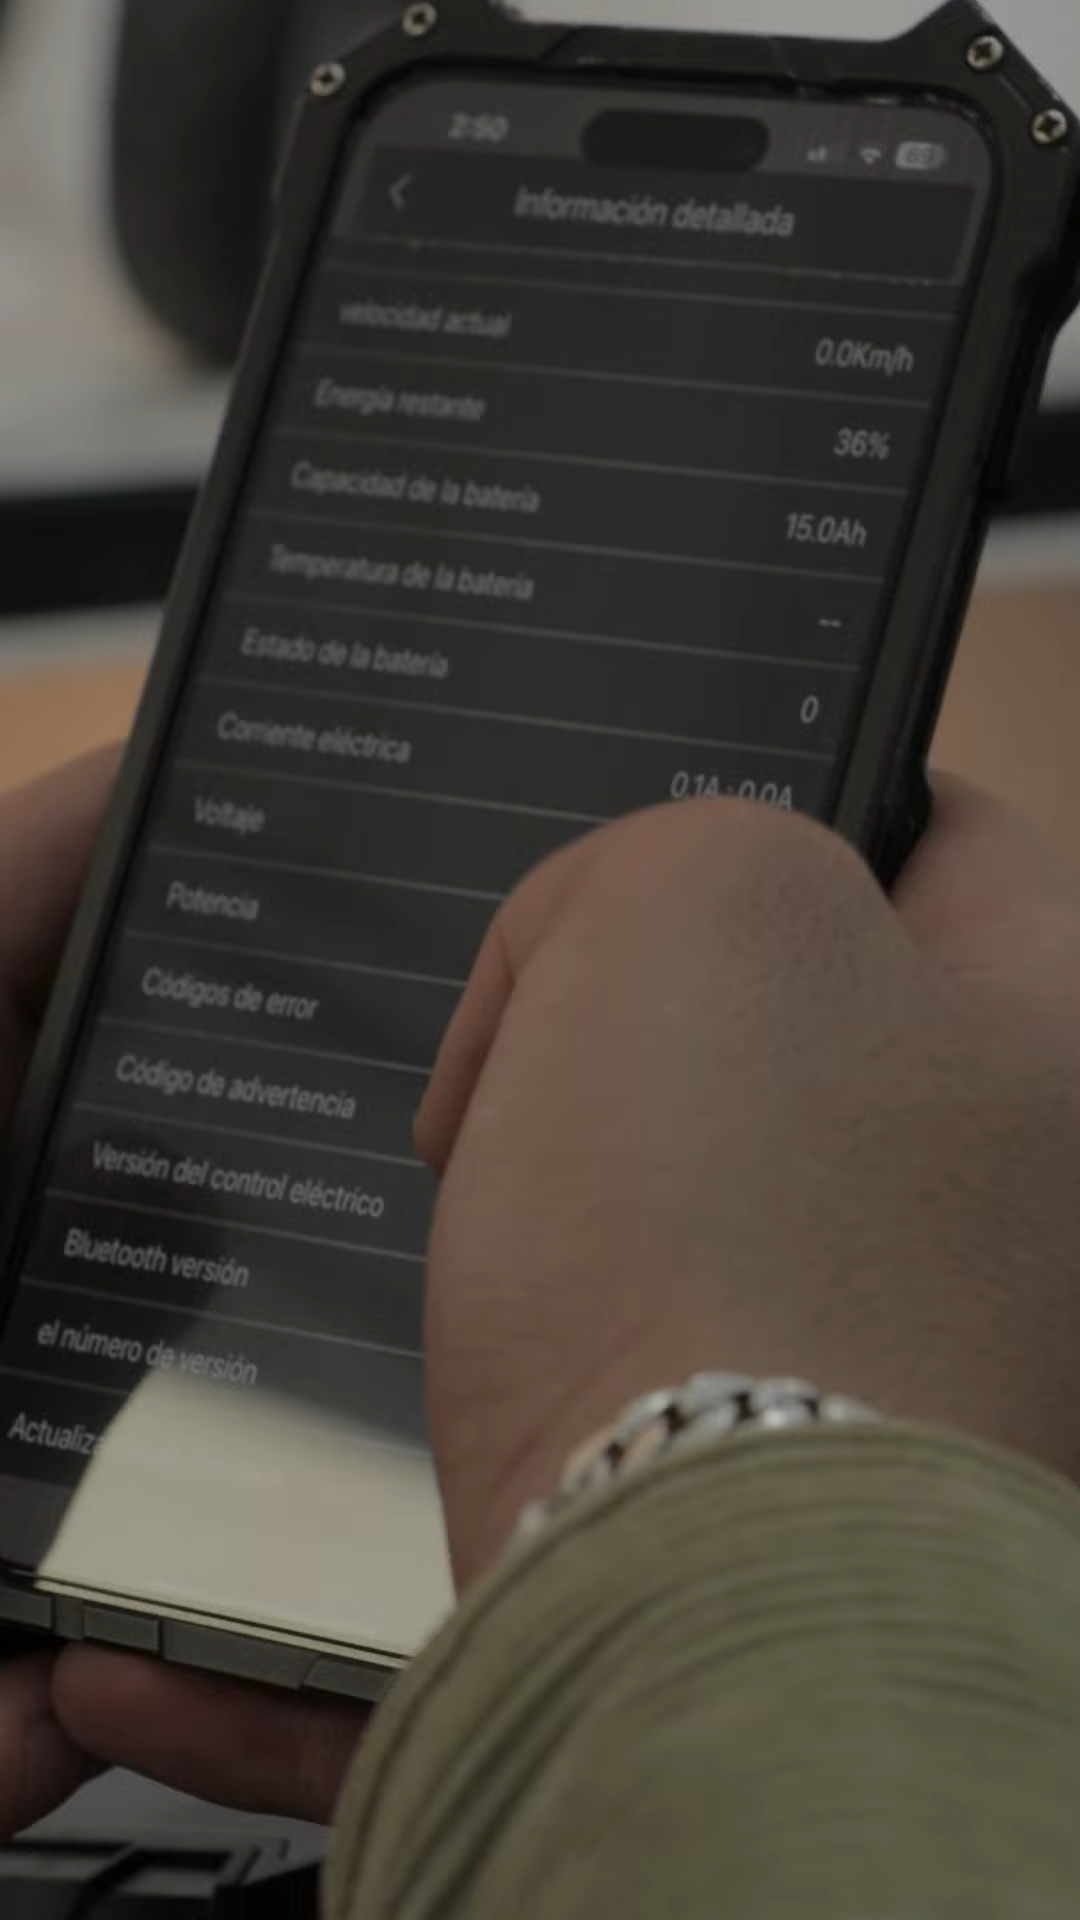 2:50
69
Información detallada
velocidad actual 0.0Km/h
Energía restante 36%
Capacidad de la batería 15.0Ah
Temperatura de la batería --
Estado de la batería 0
Corriente eléctrica 0.1A · 0.0A
Voltaje
Potencia
Códigos de error
Código de advertencia
Versión del control eléctrico
Bluetooth versión
el número de versión